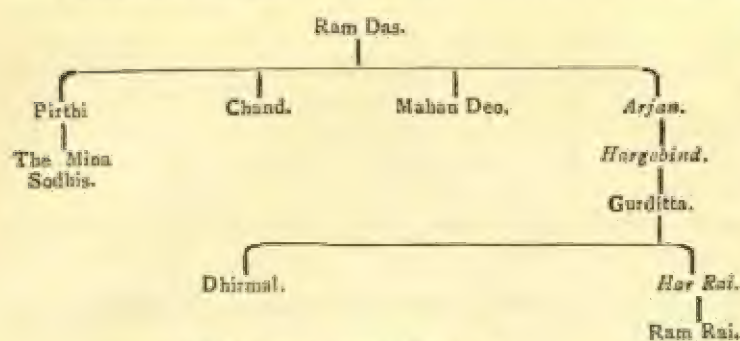 Ram Das.
Pirthi Chand. Mahan Deo. Arjan.
The Mina Hargobind.
Sodhis.
Gurditta.
Dhirmal. Har Rai.
Ram Rai.